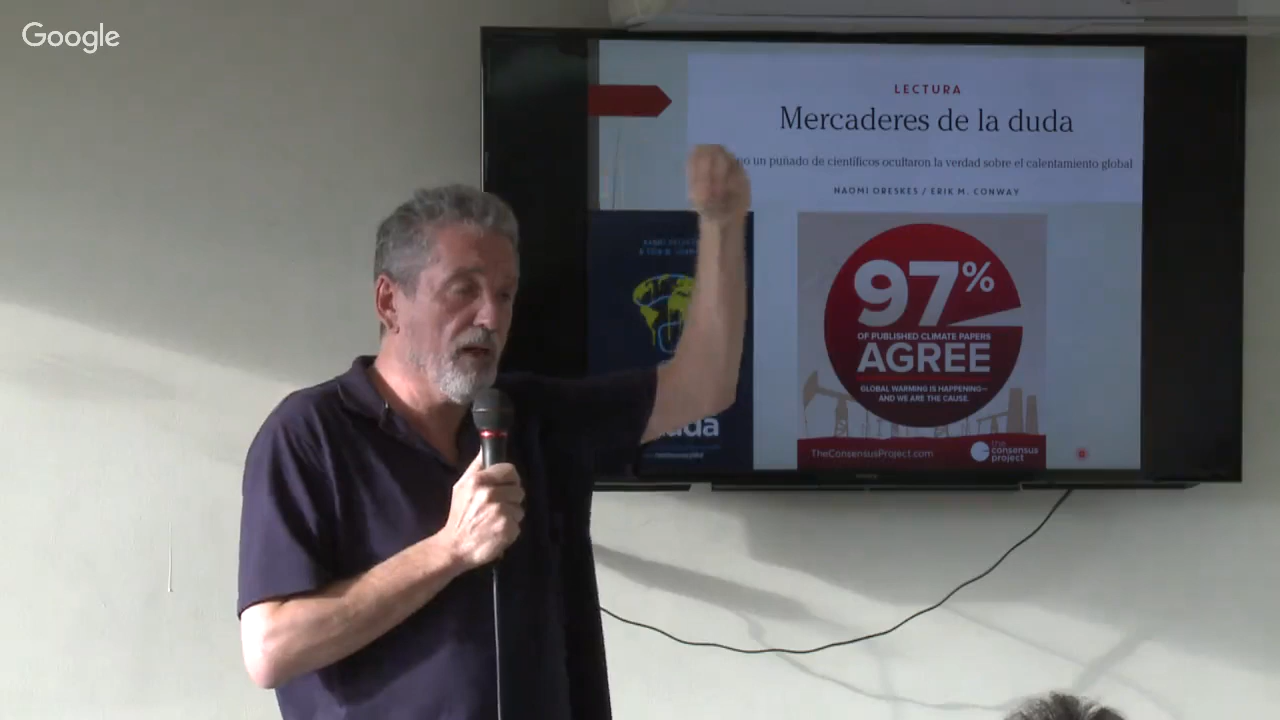 Google
LECTURA
Mercaderes de la duda
un puñado de científicos ocultaron la verdad sobre el calentamiento global
NAOMI ORESKES / ERIK M. CONWAY
97%
OF PUBLISHED CLIMATE PAPERS
AGREE
GLOBAL WARMING IS HAPPENING—
AND WE ARE THE CAUSE.
TheConsensusProject.com
the
consensus
project